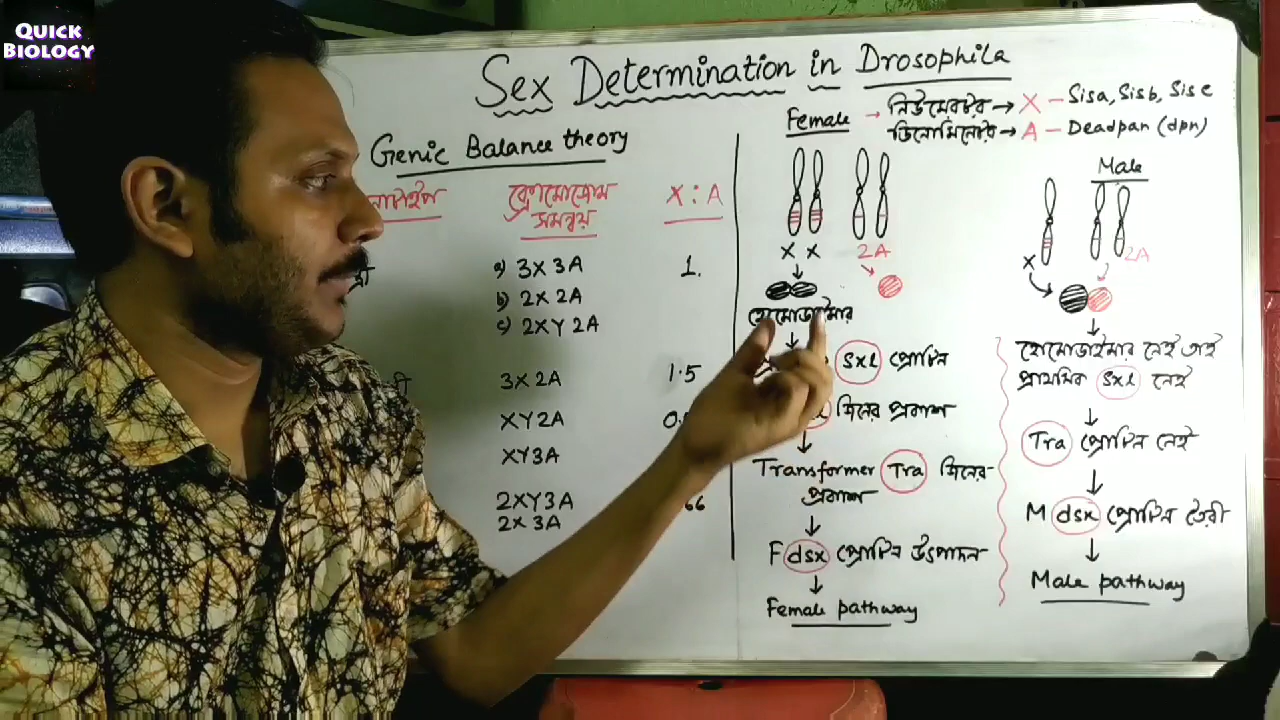 QUICK
BIOLOGY
Sex Determination in Drosophila
Genic Balance theory
ক্রোমোজোম
সমন্বয়
X : A
a) 3X 3A
1.
b) 2X 2A
c) 2XY 2A
3X 2A
1.5
XY2A
XY3A
2XY3A
2X 3A
Female → নিউমেরেটর → X – Sisa, Sisb, Sisc
ডিনোমিনেটর → A – Deadpan (dpn)
X X
2A
হোমোডাইমার
Sxl প্রোটিন
জিনের প্রকাশ
Transformer Tra জিনের
প্রকাশ
F dsx প্রোটিন উৎপাদন
Female pathway
Male
X
2A
হোমোডাইমার নেই তাই
প্রাথমিক Sxl নেই
Tra প্রোটিন নেই
M dsx প্রোটিন তৈরী
Male pathway